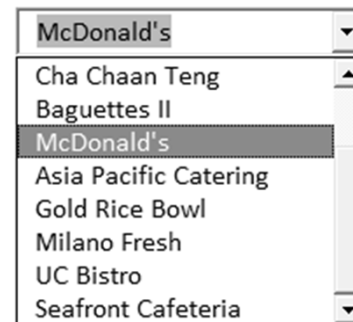 McDonald's
Cha Chaan Teng
Baguettes II
McDonald's
Asia Pacific Catering
Gold Rice Bowl
Milano Fresh
UC Bistro
Seafront Cafeteria